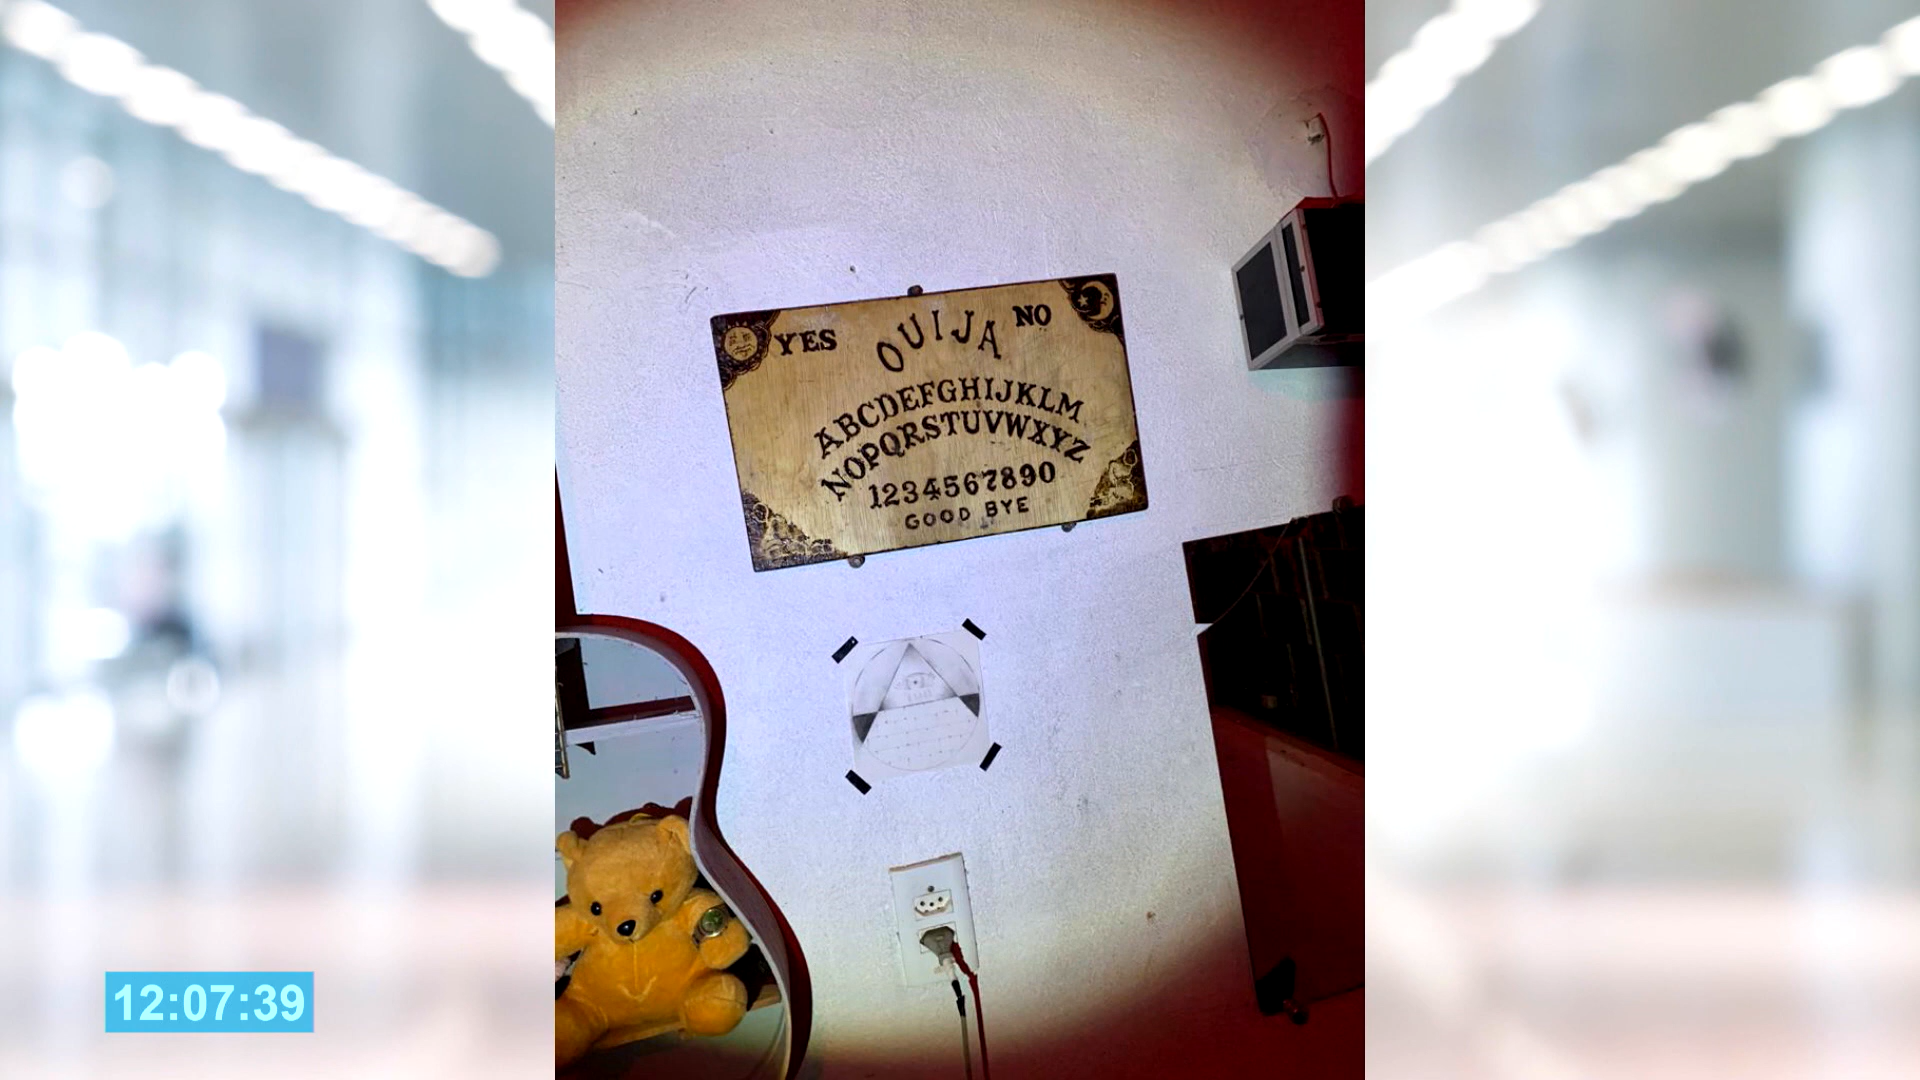 YES OUIJA NO
ABCDEFGHIJKLM
NOPQRSTUVWXYZ
1234567890
GOOD BYE
12:07:39